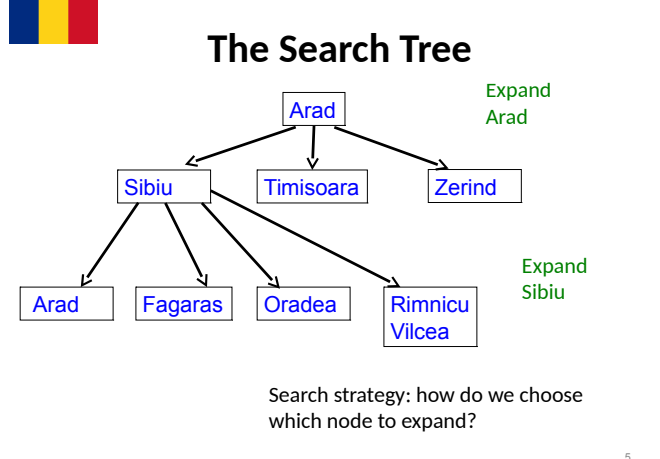 The Search Tree
Expand
Arad
Arad
Sibiu
Timisoara
Zerind
Expand
Sibiu
Arad
Fagaras
Oradea
Rimnicu
Vilcea
Search strategy: how do we choose
which node to expand?
5